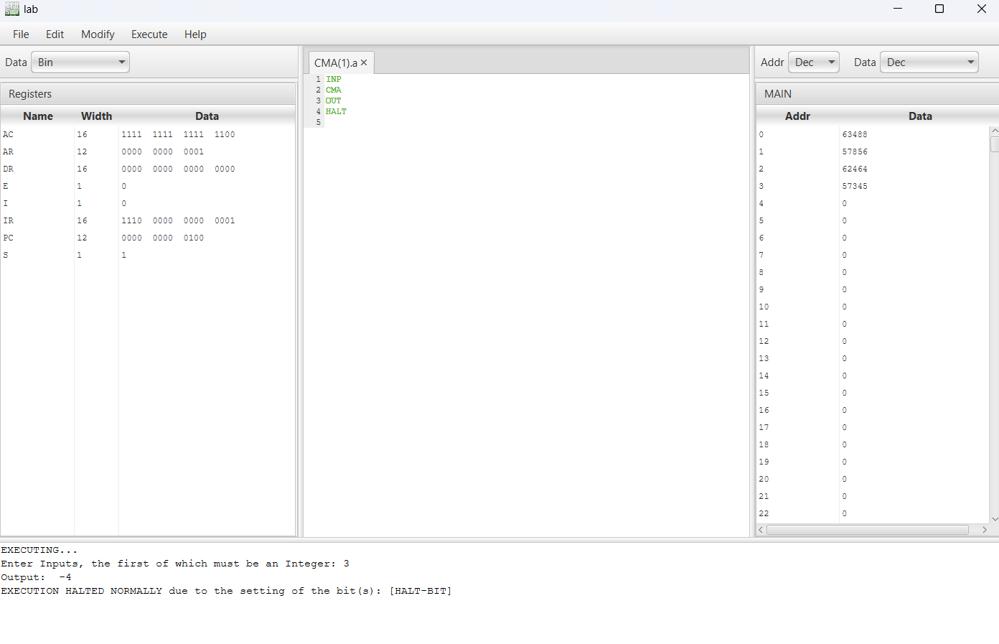 lab
File Edit Modify Execute Help
Data Bin
Registers
Name Width Data
AC 16 1111 1111 1111 1100
AR 12 0000 0000 0001
DR 16 0000 0000 0000 0000
E 1 0
I 1 0
IR 16 1110 0000 0000 0001
PC 12 0000 0000 0100
S 1 1
CMA(1).a
1 INP
2 CMA
3 OUT
4 HALT
5
Addr Dec Data Dec
MAIN
Addr Data
0 63488
1 57856
2 62464
3 57345
4 0
5 0
6 0
7 0
8 0
9 0
10 0
11 0
12 0
13 0
14 0
15 0
16 0
17 0
18 0
19 0
20 0
21 0
22 0
EXECUTING...
Enter Inputs, the first of which must be an Integer: 3
Output:  -4
EXECUTION HALTED NORMALLY due to the setting of the bit(s): [HALT-BIT]